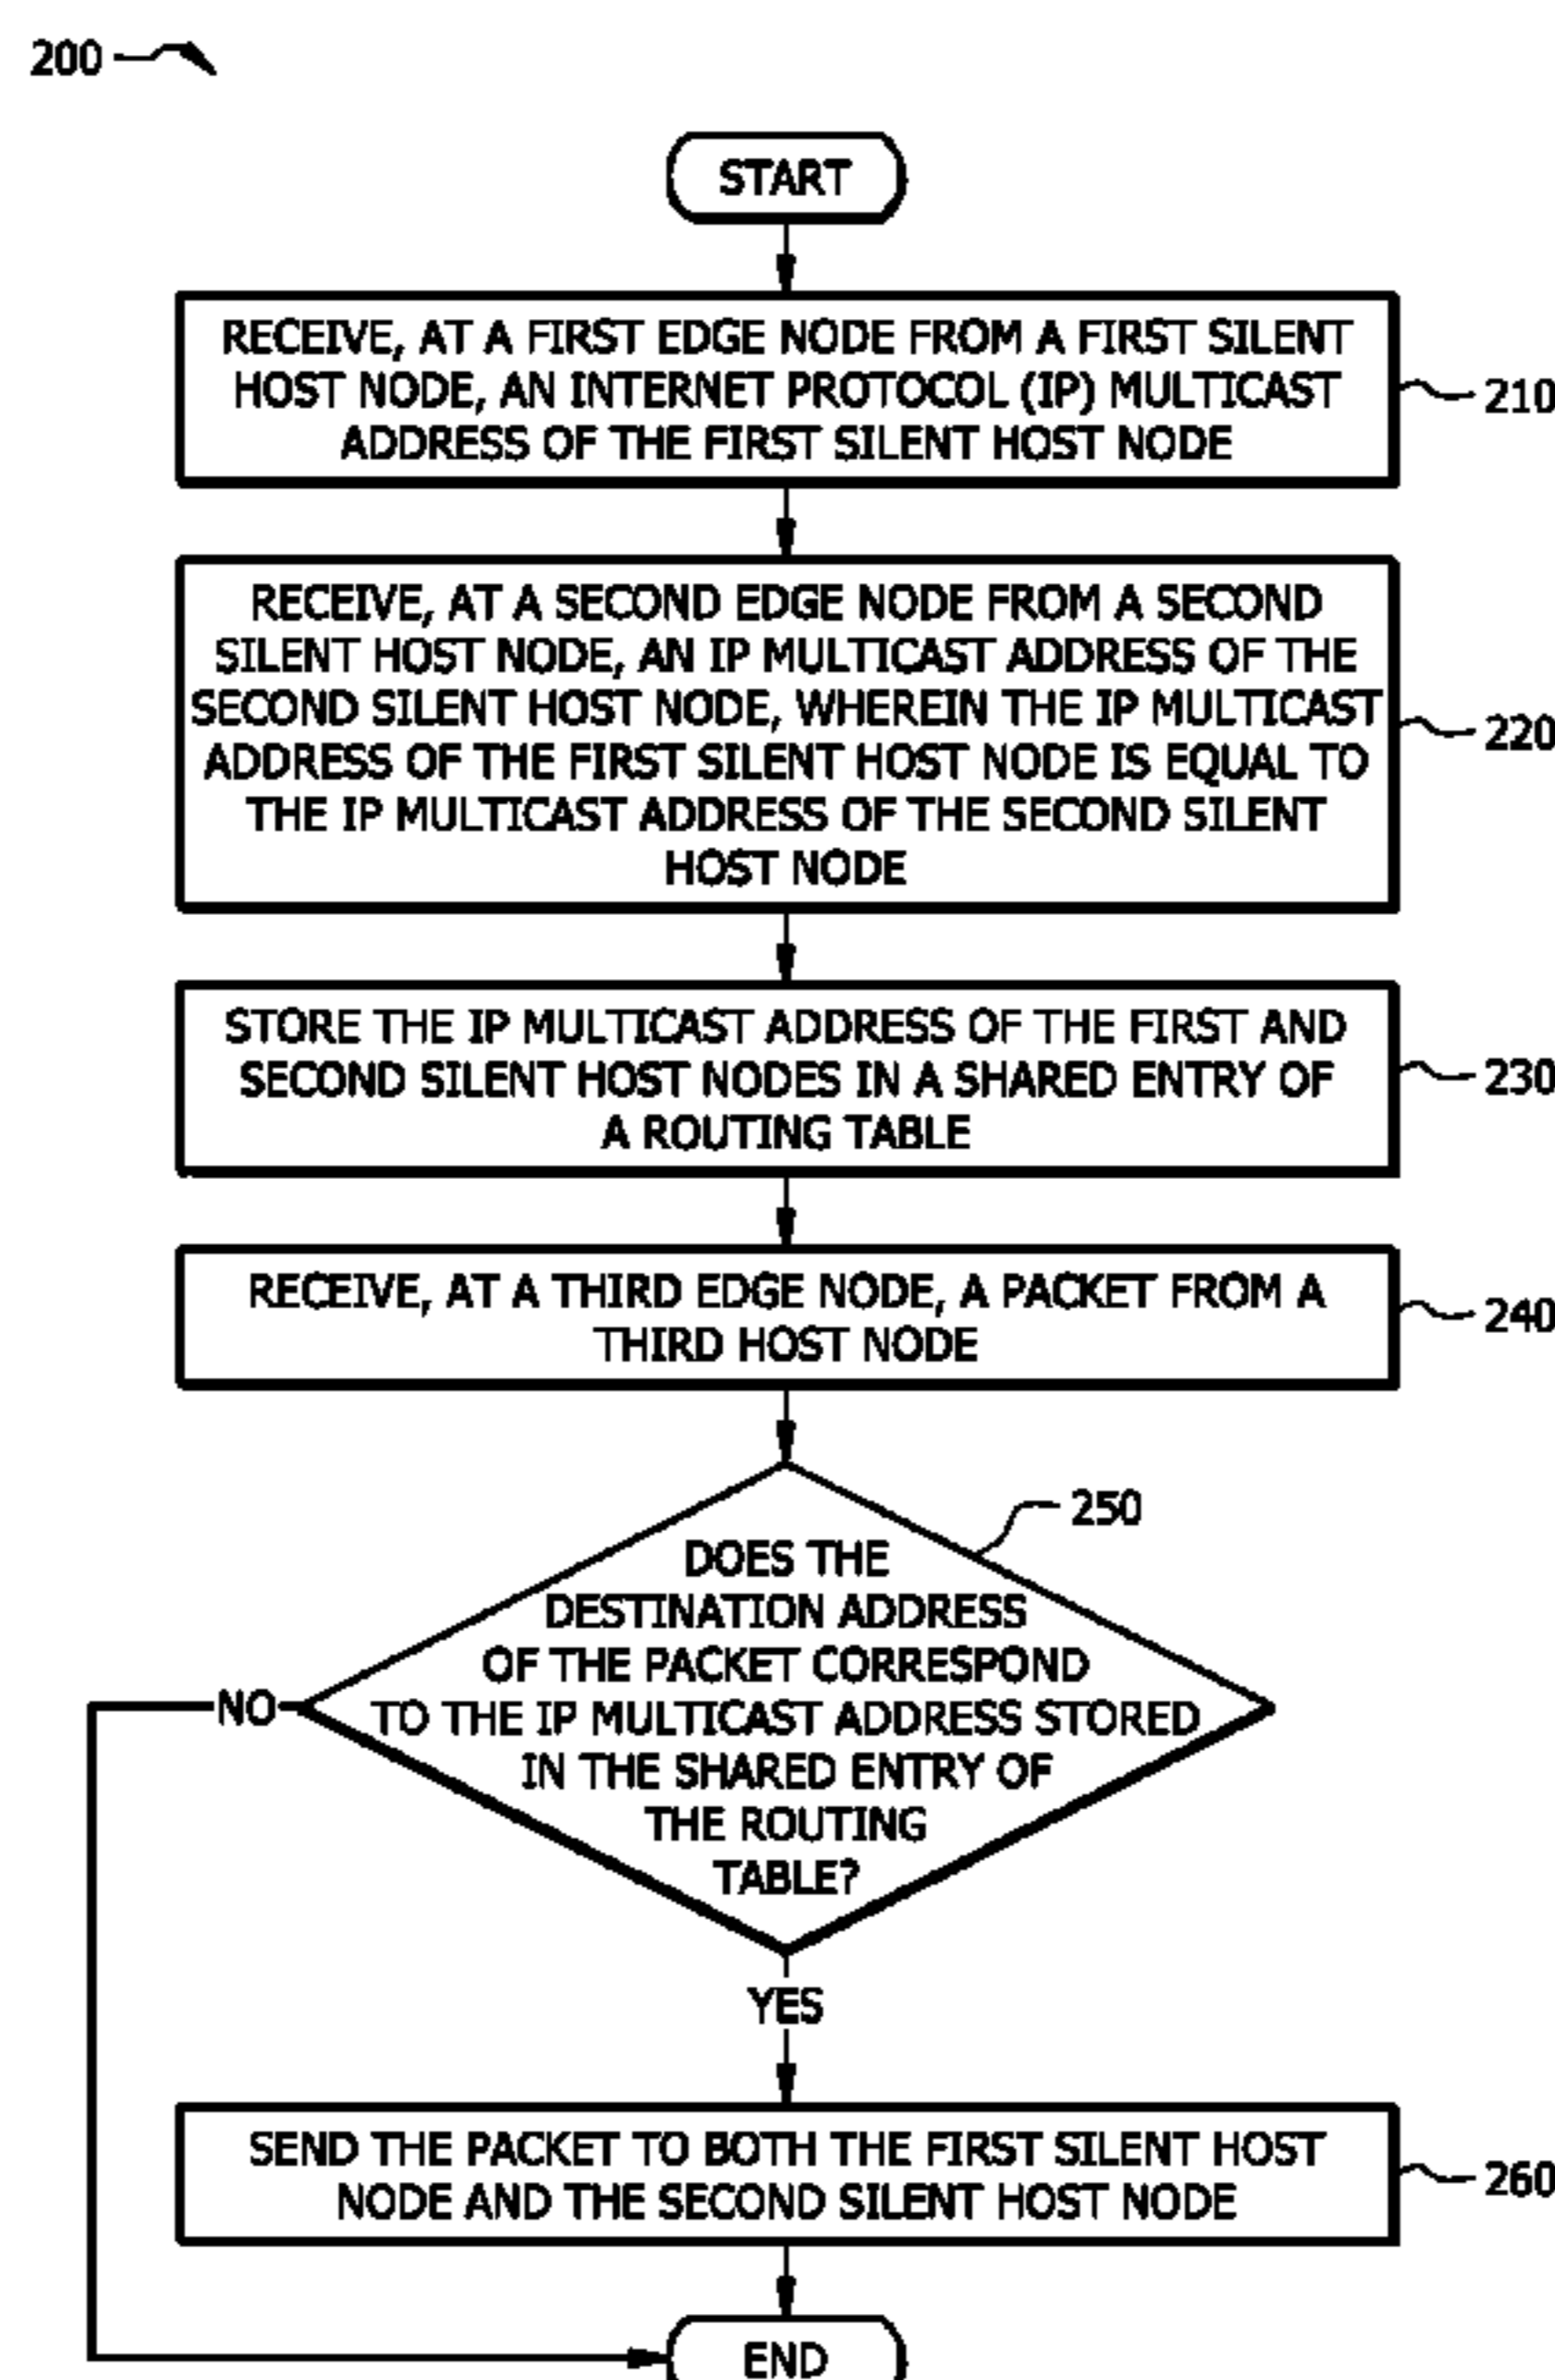 200
START
RECEIVE, AT A FIRST EDGE NODE FROM A FIRST SILENT
HOST NODE, AN INTERNET PROTOCOL (IP) MULTICAST
ADDRESS OF THE FIRST SILENT HOST NODE
210
RECEIVE, AT A SECOND EDGE NODE FROM A SECOND
SILENT HOST NODE, AN IP MULTICAST ADDRESS OF THE
SECOND SILENT HOST NODE, WHEREIN THE IP MULTICAST
ADDRESS OF THE FIRST SILENT HOST NODE IS EQUAL TO
THE IP MULTICAST ADDRESS OF THE SECOND SILENT
HOST NODE
220
STORE THE IP MULTICAST ADDRESS OF THE FIRST AND
SECOND SILENT HOST NODES IN A SHARED ENTRY OF
A ROUTING TABLE
230
RECEIVE, AT A THIRD EDGE NODE, A PACKET FROM A
THIRD HOST NODE
240
250
DOES THE
DESTINATION ADDRESS
OF THE PACKET CORRESPOND
TO THE IP MULTICAST ADDRESS STORED
IN THE SHARED ENTRY OF
THE ROUTING
TABLE?
NO
YES
SEND THE PACKET TO BOTH THE FIRST SILENT HOST
NODE AND THE SECOND SILENT HOST NODE
260
END